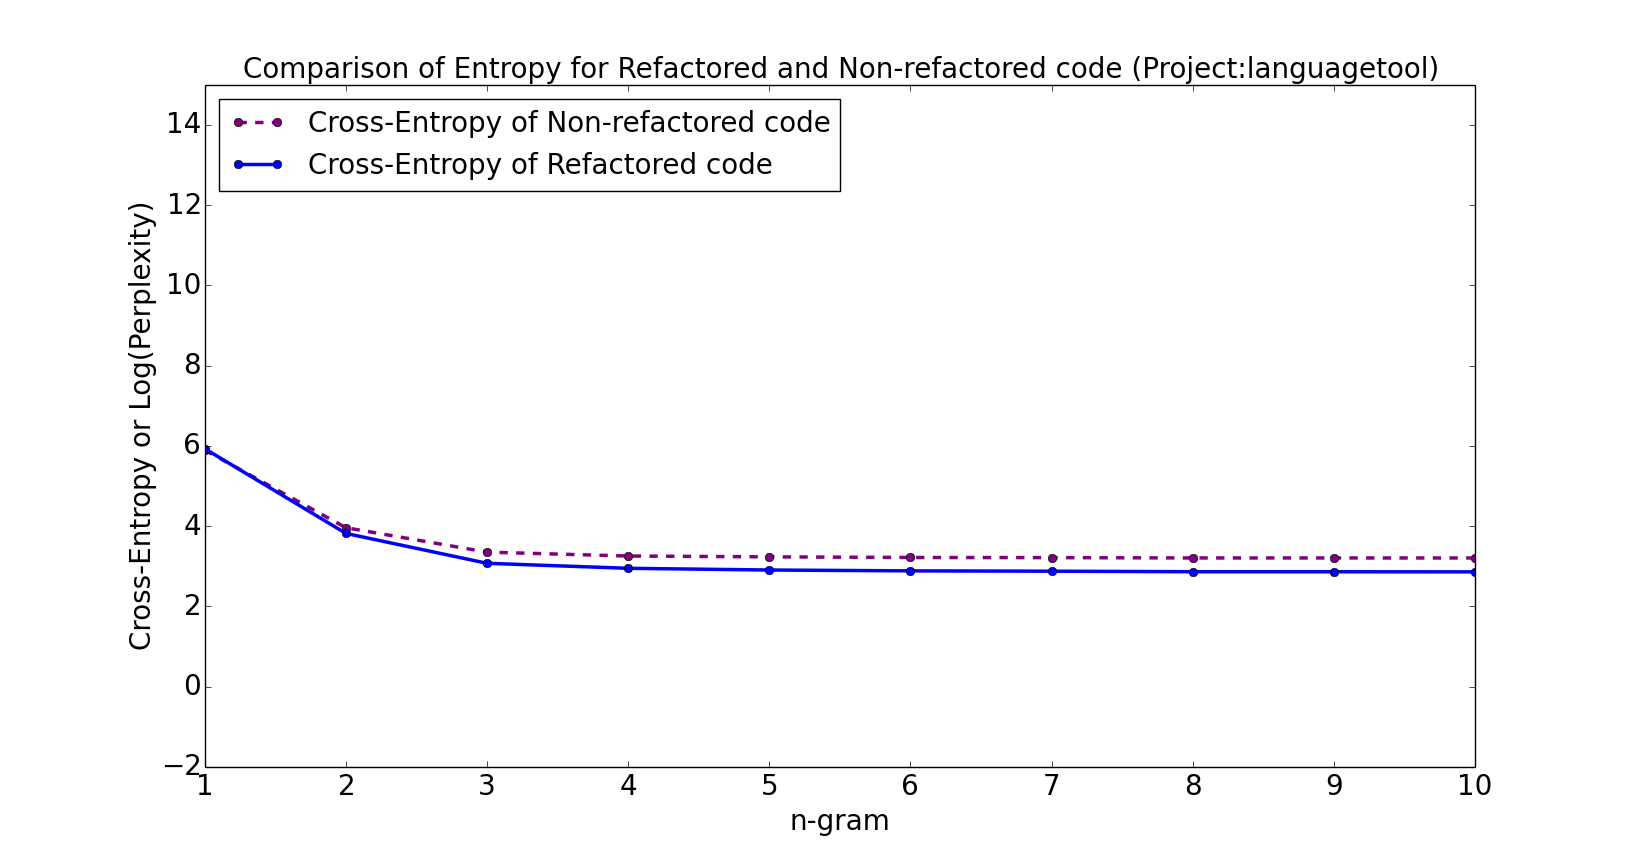 Comparison of Entropy for Refactored and Non-refactored code (Project:languagetool)
Cross-Entropy of Non-refactored code
Cross-Entropy of Refactored code
Cross-Entropy or Log(Perplexity)
14
12
10
8
6
4
2
0
−2
1 2 3 4 5 6 7 8 9 10
n-gram